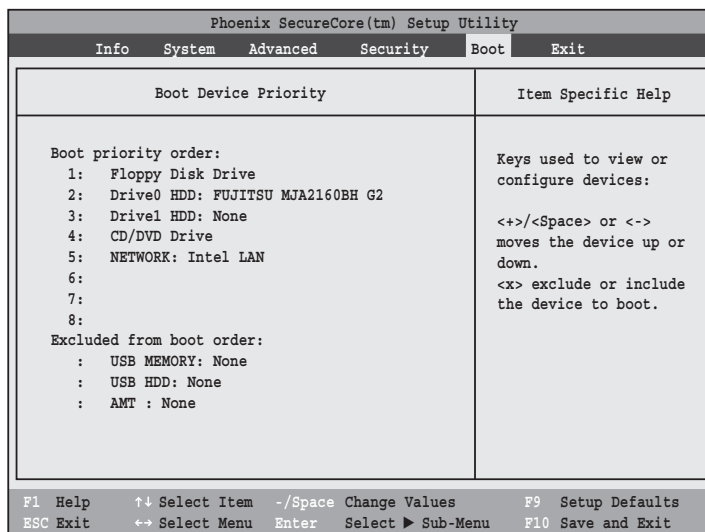 Phoenix SecureCore(tm) Setup Utility
Info System Advanced Security Boot Exit
Boot Device Priority
Item Specific Help
Boot priority order:
1: Floppy Disk Drive
2: Drive0 HDD: FUJITSU MJA2160BH G2
3: Drive1 HDD: None
4: CD/DVD Drive
5: NETWORK: Intel LAN
6:
7:
8:
Excluded from boot order:
: USB MEMORY: None
: USB HDD: None
: AMT : None
Keys used to view or
configure devices:
<+>/<Space> or <->
moves the device up or
down.
<x> exclude or include
the device to boot.
F1 Help ↑↓ Select Item -/Space Change Values F9 Setup Defaults
ESC Exit ←→ Select Menu Enter Select ▶ Sub-Menu F10 Save and Exit